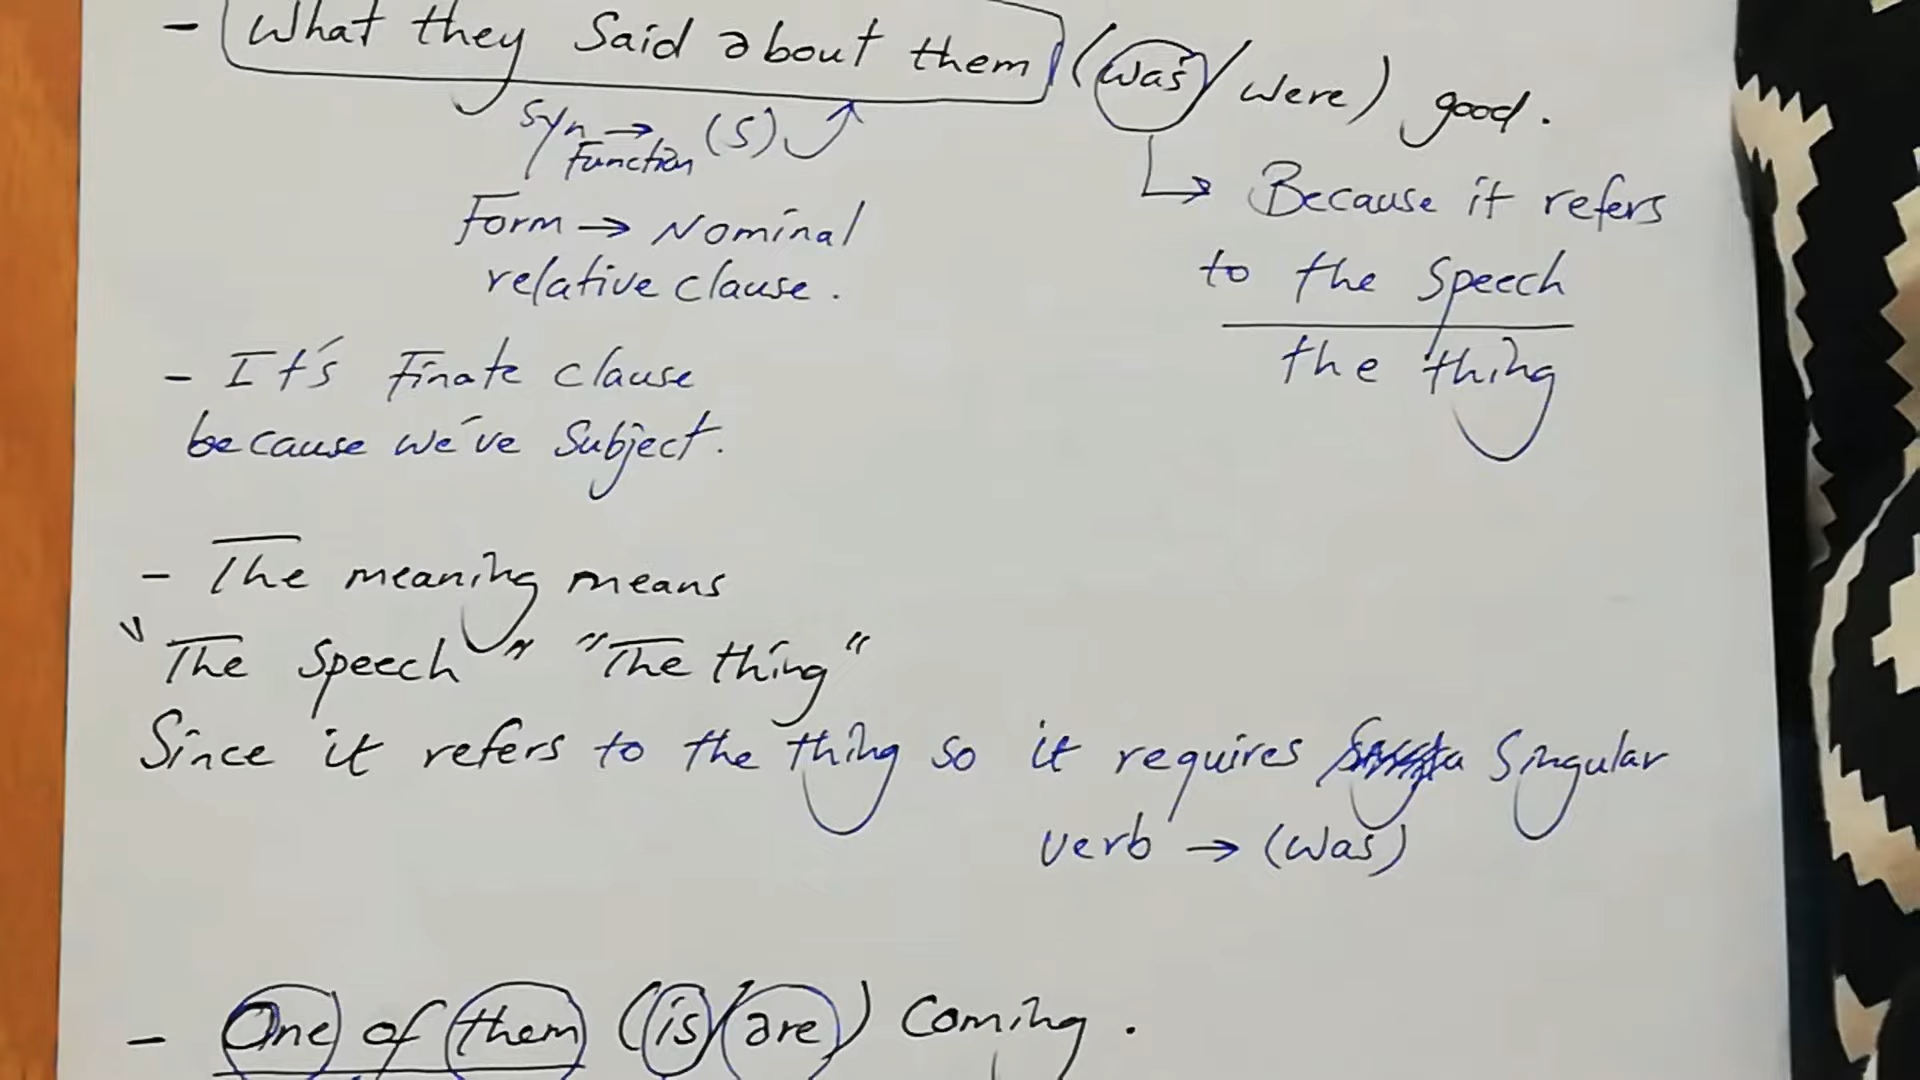 - What they said about them (was/were) good.
Syn → Function (S)
Form → Nominal
relative clause.
Because it refers
to the speech
the thing
- It's Finate clause
because we've subject.
- The meaning means
"The speech" "The thing"
Since it refers to the thing so it requires Singular
verb → (was)
- One of them (is/are) Coming.